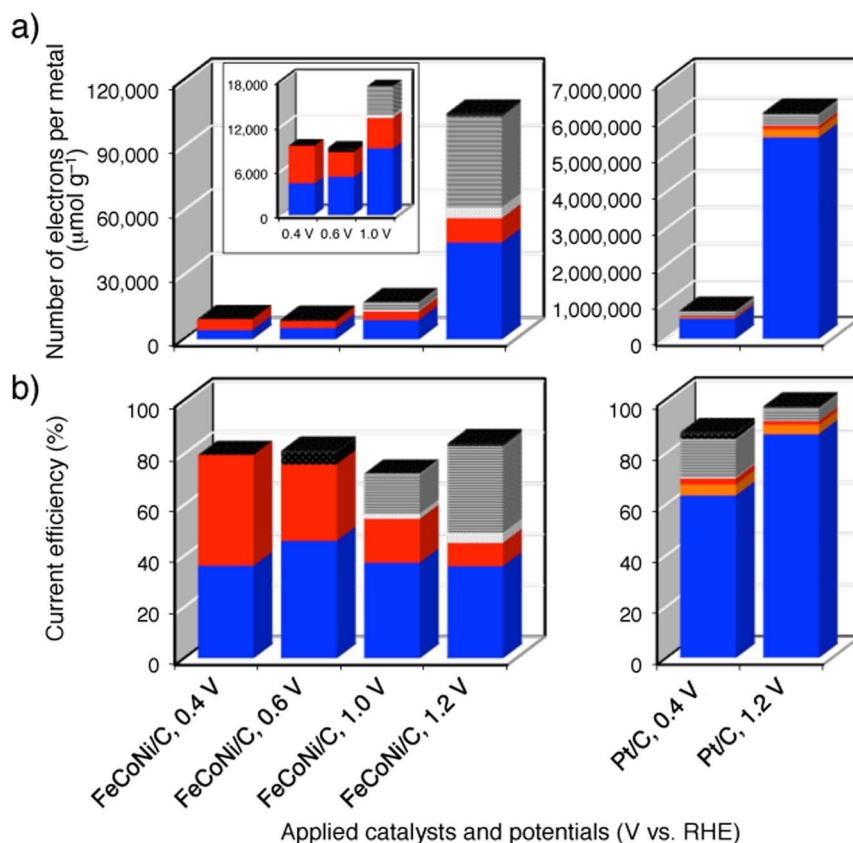 a)
Number of electrons per metal
(μmol g⁻¹)
120,000
90,000
60,000
30,000
0
18,000
12,000
6,000
0
0.4 V 0.6 V 1.0 V
7,000,000
6,000,000
5,000,000
4,000,000
3,000,000
2,000,000
1,000,000
0
b)
Current efficiency (%)
100
80
60
40
20
0
100
80
60
40
20
0
FeCoNi/C, 0.4 V
FeCoNi/C, 0.6 V
FeCoNi/C, 1.0 V
FeCoNi/C, 1.2 V
Pt/C, 0.4 V
Pt/C, 1.2 V
Applied catalysts and potentials (V vs. RHE)